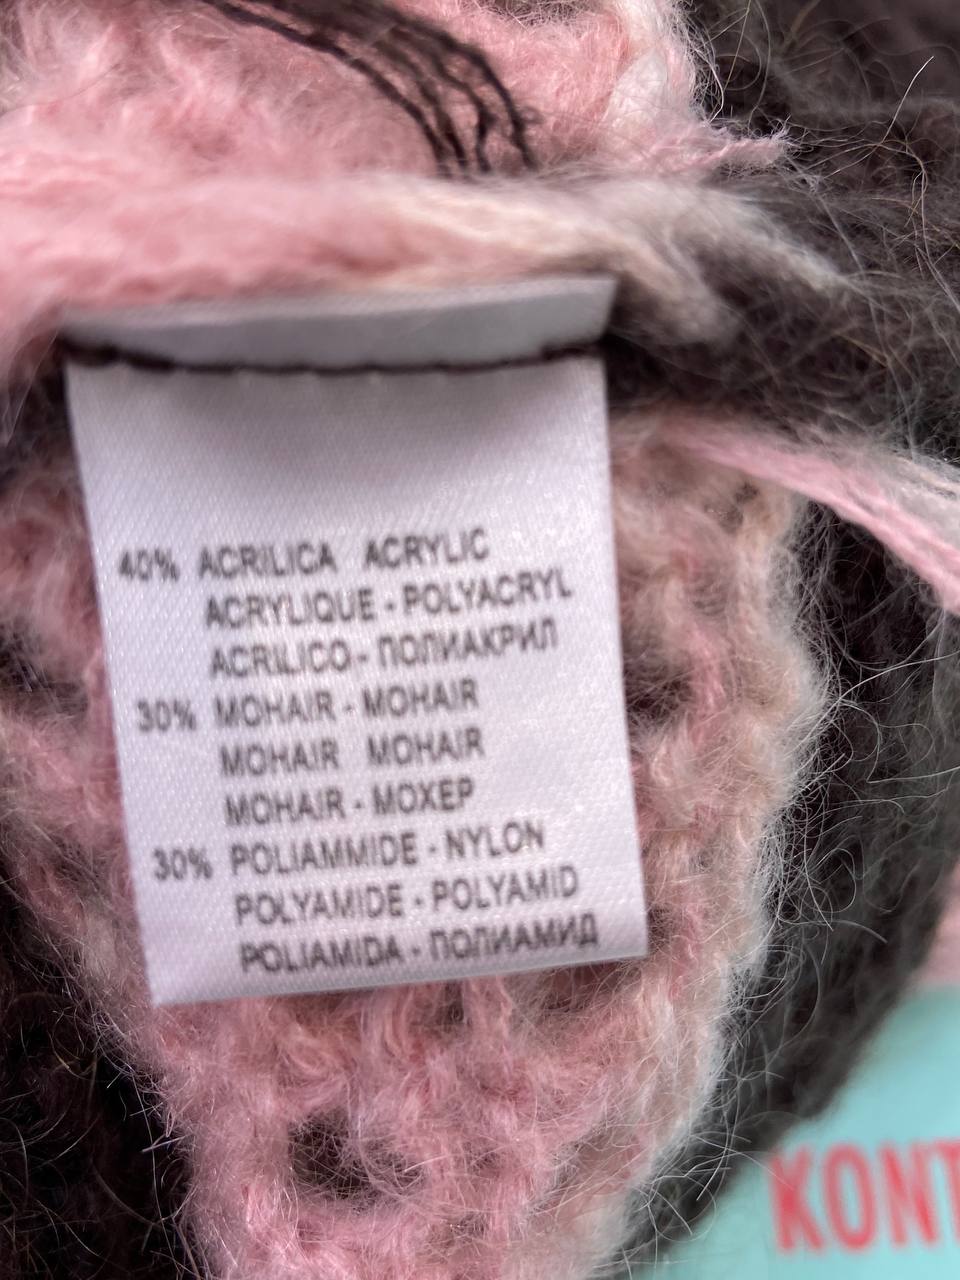 40% ACRILICA ACRYLIC
ACRYLIQUE - POLYACRYL
ACRILICO - ПОЛИАКРИЛ
30% MOHAIR - MOHAIR
MOHAIR MOHAIR
MOHAIR - МОХЕР
30% POLIAMMIDE - NYLON
POLYAMIDE - POLYAMID
POLIAMIDA - ПОЛИАМИД
KONT